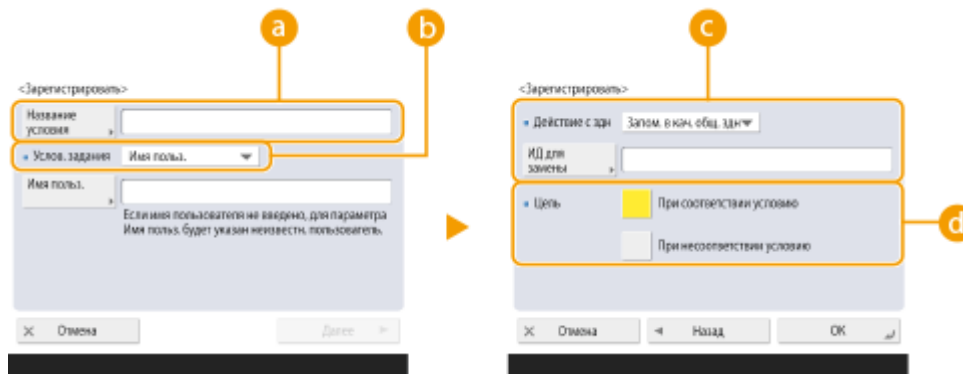 a
b
c
<Зарегистрировать>
Название
условия
Услов. задания Имя польз.
Имя польз.
Если имя пользователя не введено, для параметра
Имя польз. будет указан неизвестн. пользователь.
Отмена
Далее
<Зарегистрировать>
Действие с здн Запом. в кач. общ. здн
ИД для
замены
Цель При соответствии условию
При несоответствии условию
d
Отмена
Назад
OK